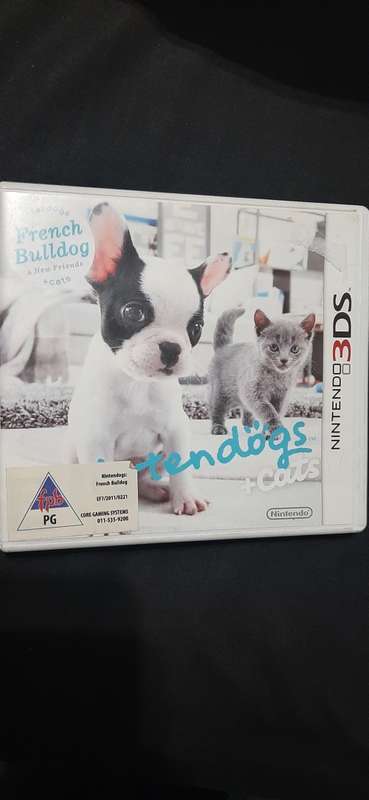 French
Bulldog
& New Friends
+cats
NINTENDO 3DS™
tendogs
+cats
Nintendo
fpb
PG
Nintendogs:
French Bulldog
EF7/2011/0221
CORE GAMING SYSTEMS
011-535-9200